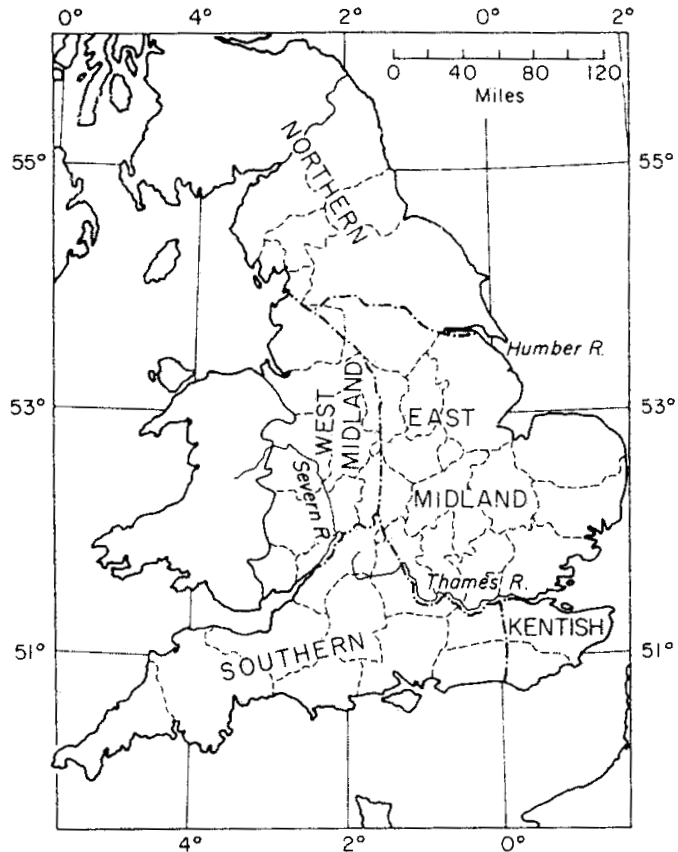 0° 4° 2° 0° 2°
0 40 80 120
Miles
NORTHERN
55° 55°
Humber R.
53° 53°
WEST
MIDLAND
EAST
MIDLAND
Severn R.
Thames R.
KENTISH
51° 51°
SOUTHERN
4° 2° 0°